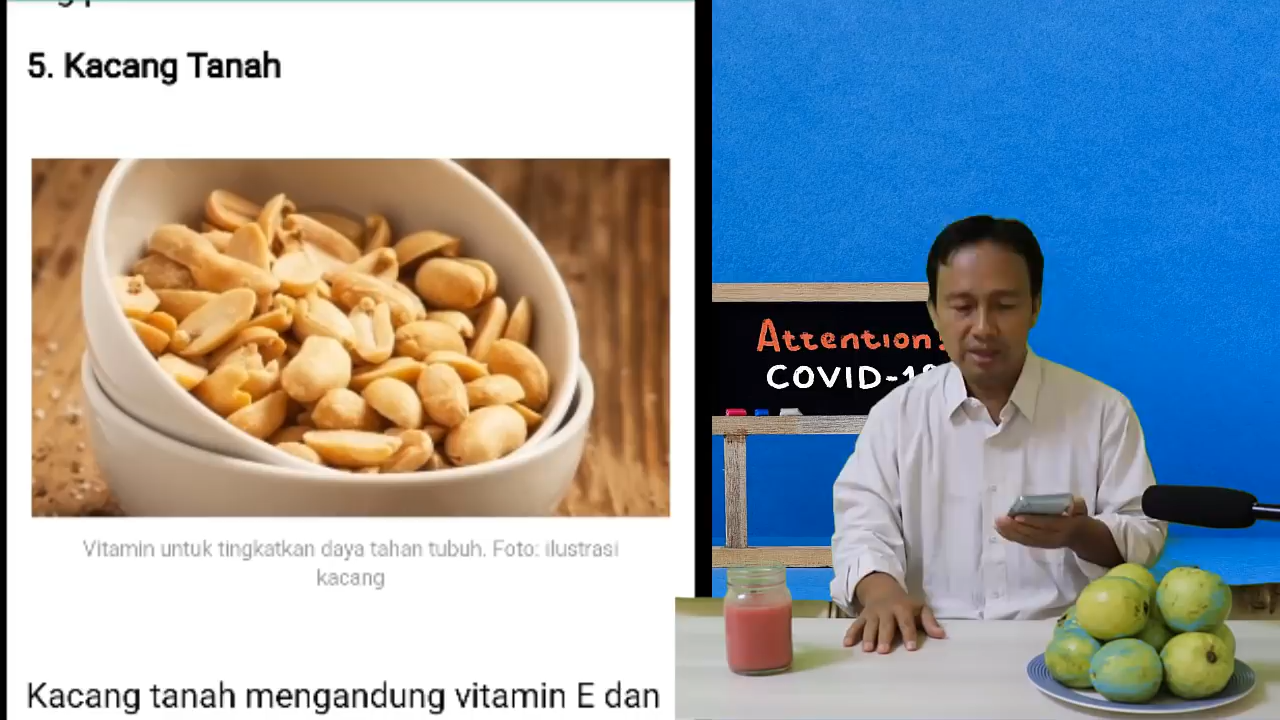 5. Kacang Tanah
Vitamin untuk tingkatkan daya tahan tubuh. Foto: ilustrasi
kacang
Kacang tanah mengandung vitamin E dan
Attention!
COVID-19